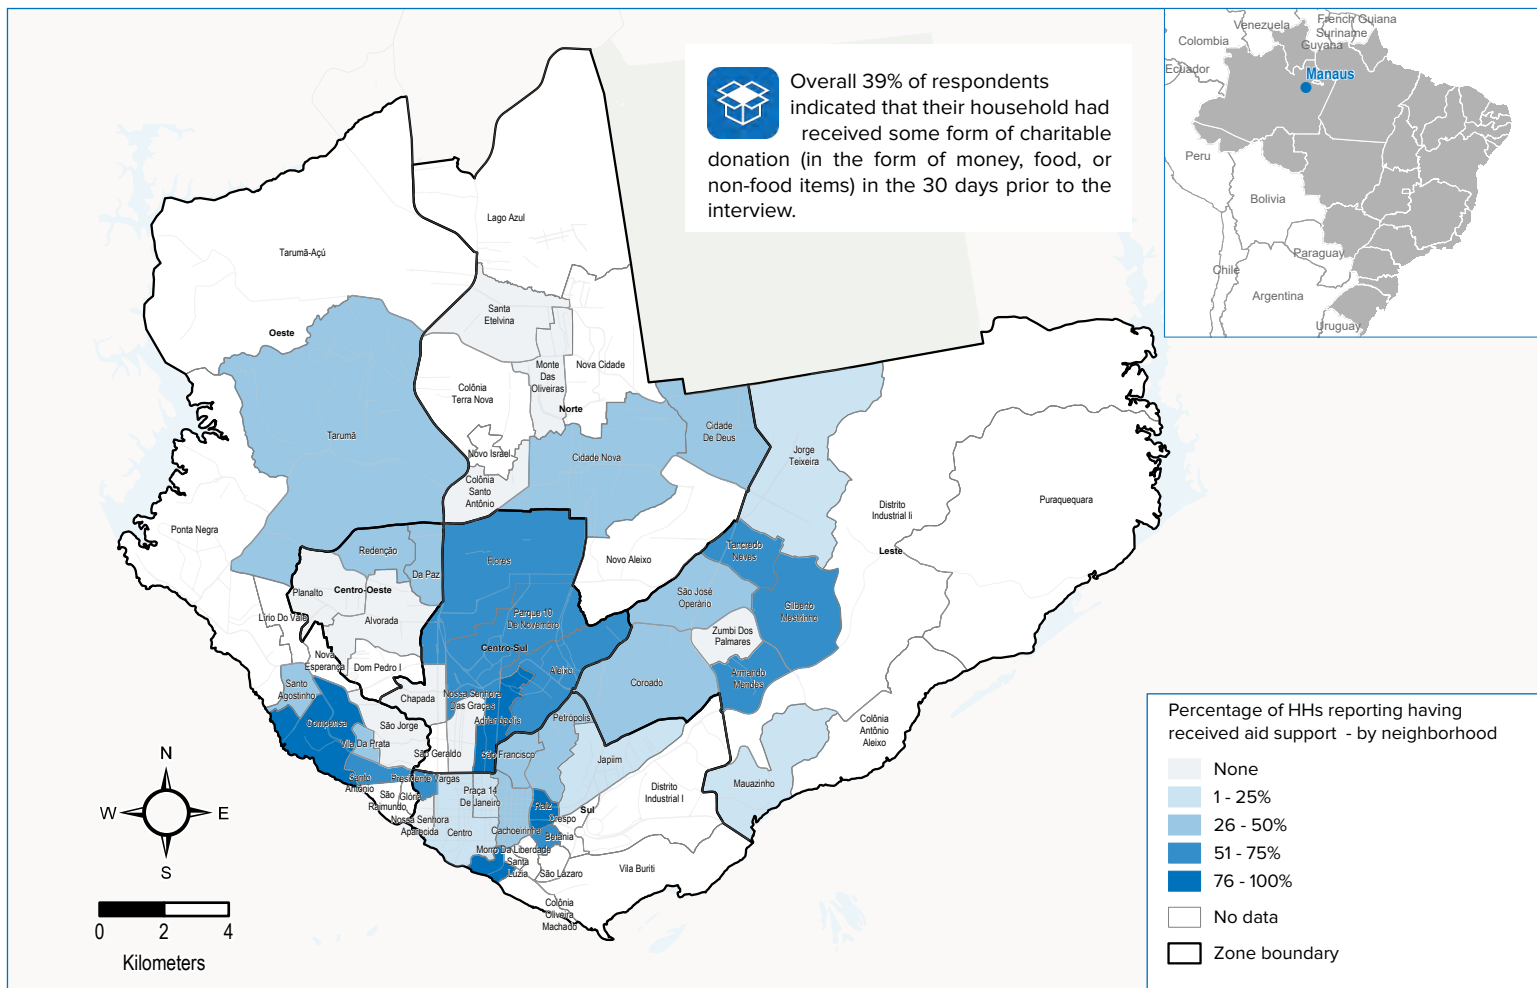 Overall 39% of respondents
indicated that their household had
received some form of charitable
donation (in the form of money, food, or
non-food items) in the 30 days prior to the
interview.
Venezuela
French Guiana
Suriname
Guyana
Colombia
Ecuador
Manaus
Peru
Bolivia
Paraguay
Chile
Argentina
Uruguay
Lago Azul
Tarumã-Açú
Santa
Etelvina
Oeste
Monte
Das
Oliveiras
Nova Cidade
Colônia
Terra Nova
Norte
Tarumã
Cidade
De Deus
Novo Israel
Cidade Nova
Jorge
Teixeira
Colônia
Santo
Antônio
Distrito
Industrial Ii
Puraquequara
Ponta Negra
Leste
Redenção
Da Paz
Flores
Novo Aleixo
Tancredo
Neves
Planalto
Centro-Oeste
São José
Operário
Gilberto
Mestrinho
Lírio Do Vale
Alvorada
Parque 10
De Novembro
Zumbi Dos
Palmares
Nova
Esperança
Dom Pedro I
Centro-Sul
Aleixo
Armando
Mendes
Santo
Agostinho
Chapada
Nossa Senhora
Das Graças
Coroado
Compensa
São Jorge
Adrianópolis
Petrópolis
Colônia
Antônio
Aleixo
Vila Da Prata
São Geraldo
São Francisco
Japiim
Santo
Antônio
Presidente Vargas
Mauazinho
São
Raimundo
Glória
Praça 14
De Janeiro
Distrito
Industrial I
Raiz
Sul
Nossa Senhora
Aparecida
Centro
Cachoeirinha
Crespo
Betânia
Morro Da Liberdade
Santa
Luzia
São Lázaro
Vila Buriti
Colônia
Oliveira
Machado
N
W
E
S
0 2 4
Kilometers
Percentage of HHs reporting having
received aid support - by neighborhood
None
1 - 25%
26 - 50%
51 - 75%
76 - 100%
No data
Zone boundary